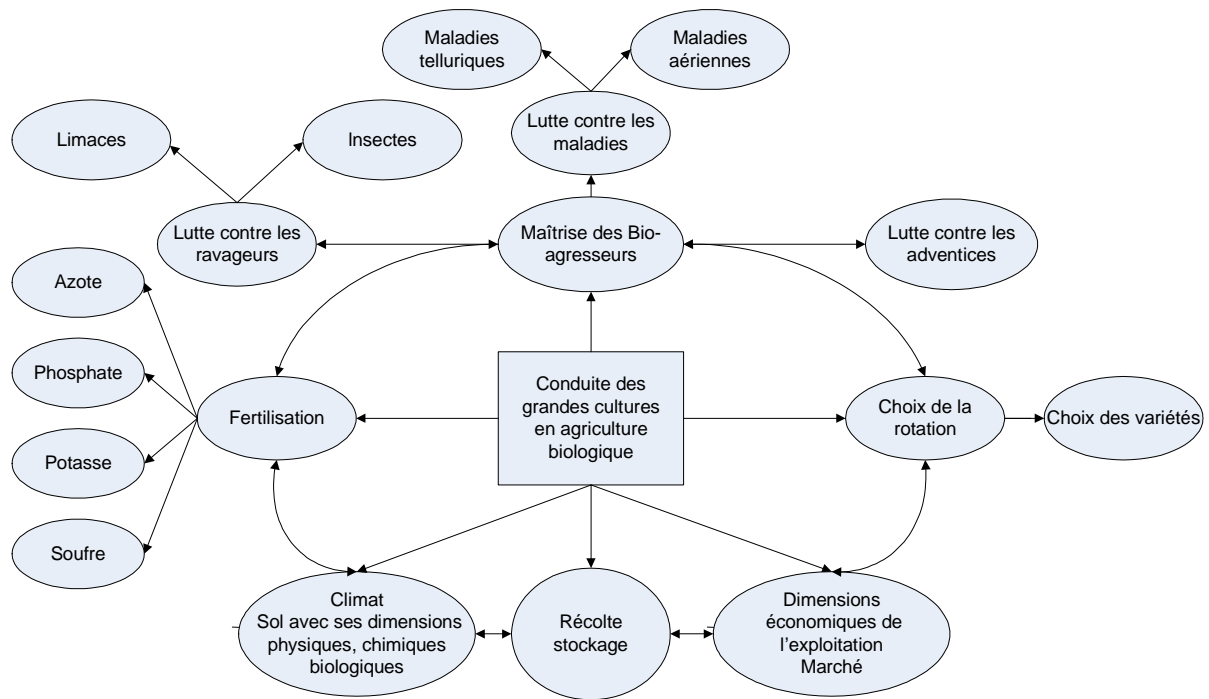 Maladies
telluriques
Maladies
aériennes
Lutte contre les
maladies
Limaces
Insectes
Lutte contre les
ravageurs
Maîtrise des Bio-
agresseurs
Lutte contre les
adventices
Azote
Phosphate
Potasse
Soufre
Fertilisation
Conduite des
grandes cultures
en agriculture
biologique
Choix de la
rotation
Choix des variétés
Climat
Sol avec ses dimensions
physiques, chimiques
biologiques
Récolte
stockage
Dimensions
économiques de
l'exploitation
Marché